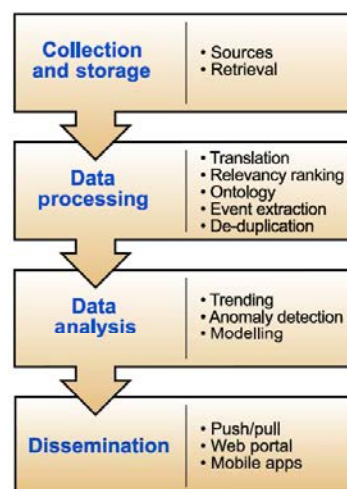 Collection
and storage
• Sources
• Retrieval
Data
processing
• Translation
• Relevancy ranking
• Ontology
• Event extraction
• De-duplication
Data
analysis
• Trending
• Anomaly detection
• Modelling
Dissemination
• Push/pull
• Web portal
• Mobile apps